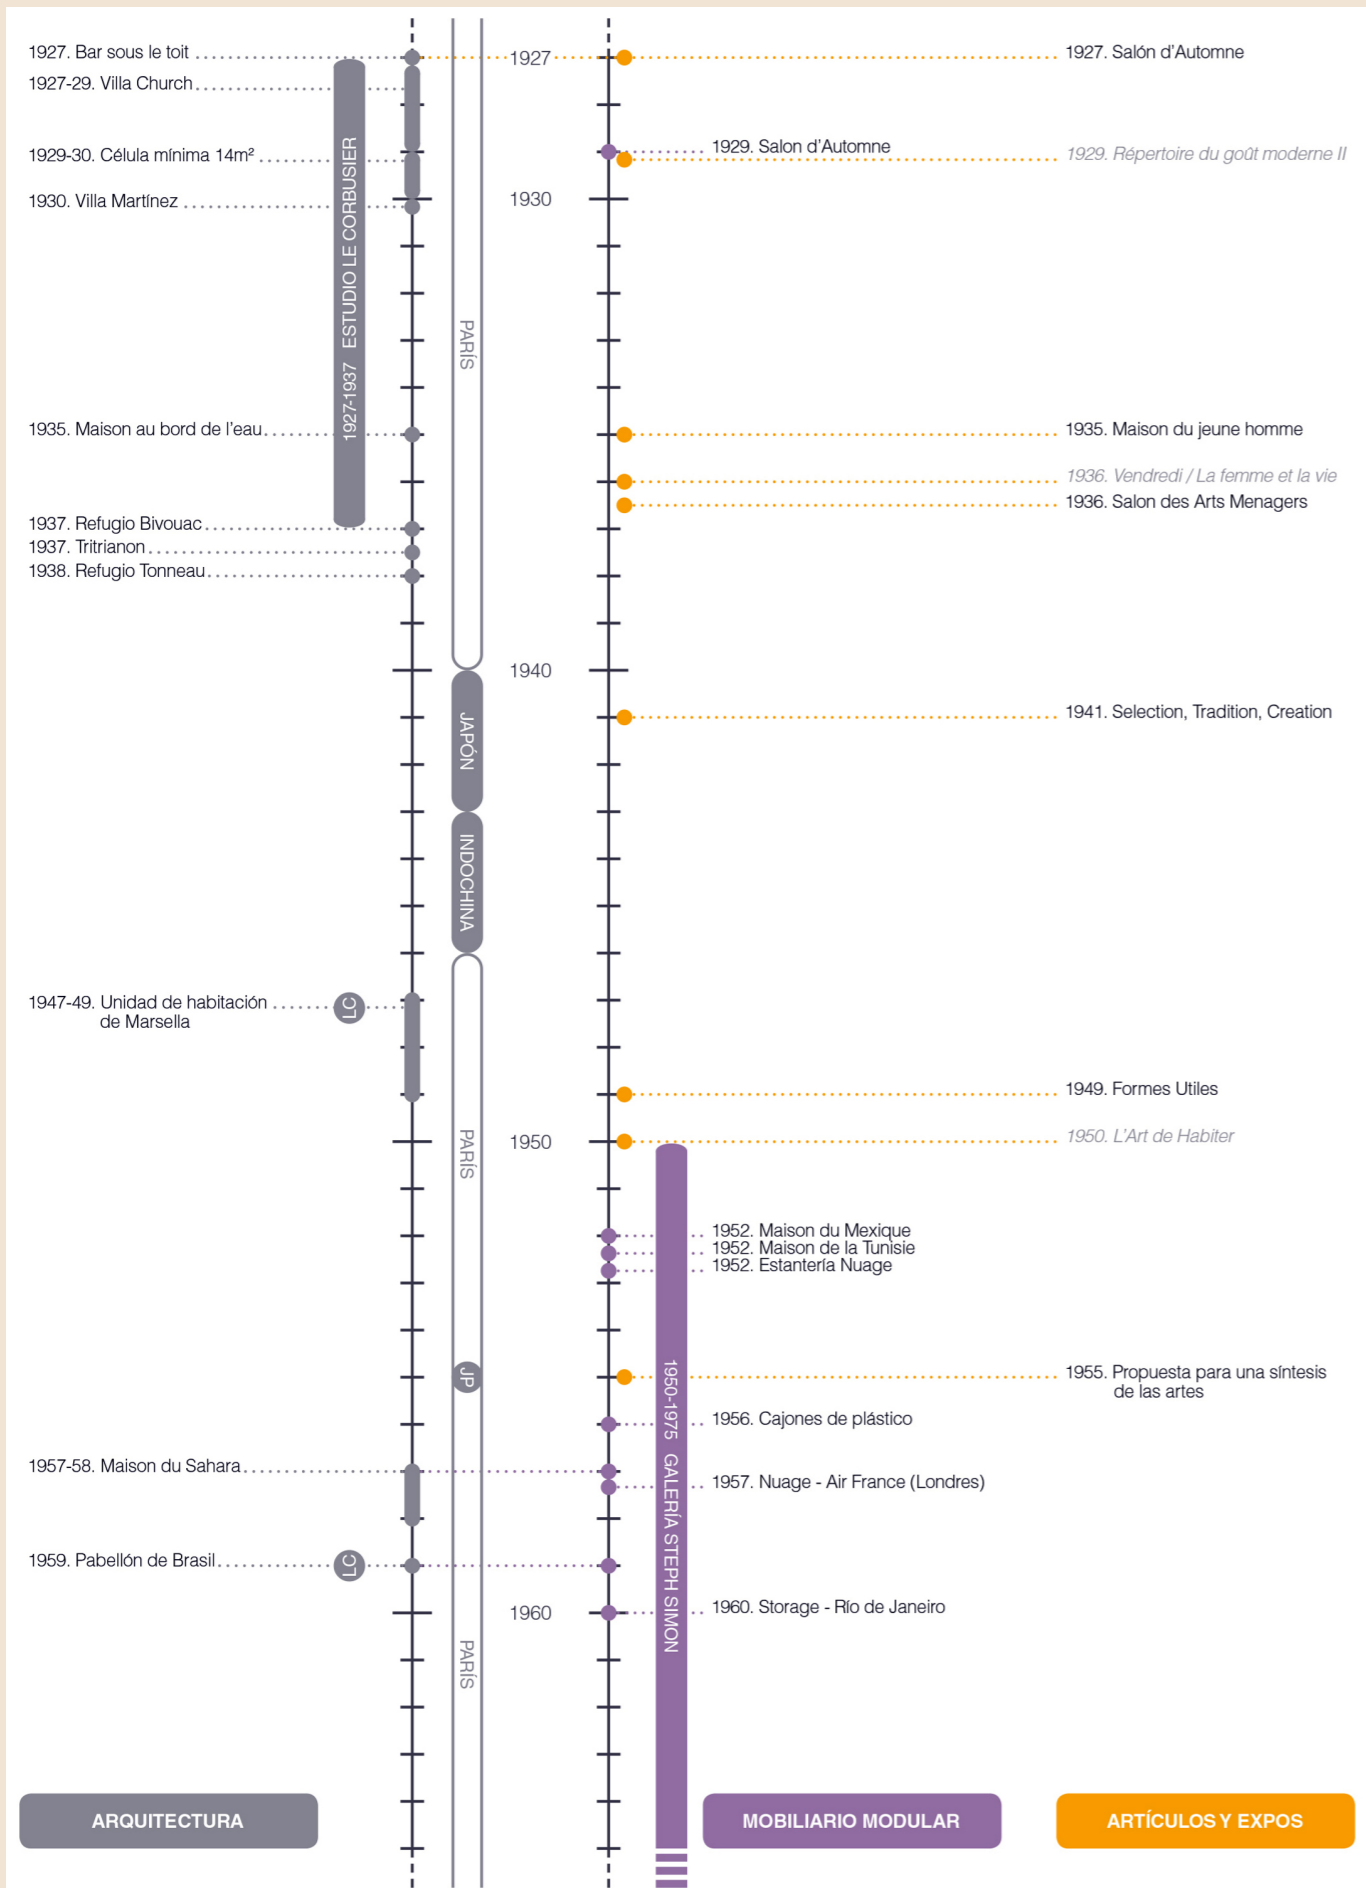 1927. Bar sous le toit
1927
1927. Salón d'Automne
1927-29. Villa Church
1929. Salon d'Automne
1929-30. Célula mínima 14m²
1929. Répertoire du goût moderne II
1930. Villa Martínez
1930
1927-1937 ESTUDIO LE CORBUSIER
PARÍS
1935. Maison au bord de l'eau
1935. Maison du jeune homme
1936. Vendredi / La femme et la vie
1936. Salon des Arts Menagers
1937. Refugio Bivouac
1937. Tritrianon
1938. Refugio Tonneau
1940
JAPÓN
1941. Selection, Tradition, Creation
INDOCHINA
1947-49. Unidad de habitación
de Marsella
LC
1949. Formes Utiles
1950
1950. L'Art de Habiter
PARÍS
1952. Maison du Mexique
1952. Maison de la Tunisie
1952. Estantería Nuage
JP
1955. Propuesta para una síntesis
de las artes
1950-1975 GALERÍA STEPH SIMON
1956. Cajones de plástico
1957-58. Maison du Sahara
1957. Nuage - Air France (Londres)
1959. Pabellón de Brasil
LC
1960
1960. Storage - Río de Janeiro
PARÍS
ARQUITECTURA
MOBILIARIO MODULAR
ARTÍCULOS Y EXPOS